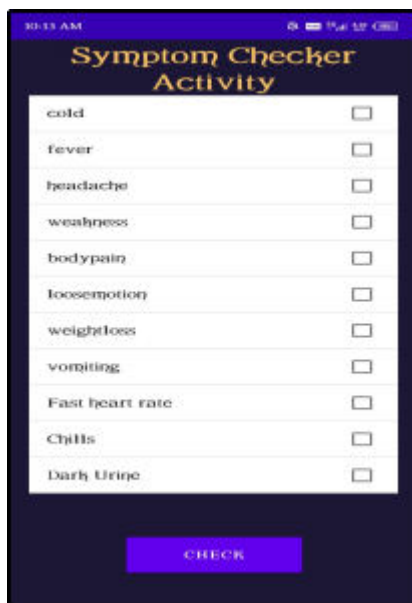 10:33 AM
Symptom Checker
Activity
cold
fever
headache
weakness
bodypain
loosemotion
weightloss
vomiting
Fast heart rate
Chills
Dark Urine
CHECK